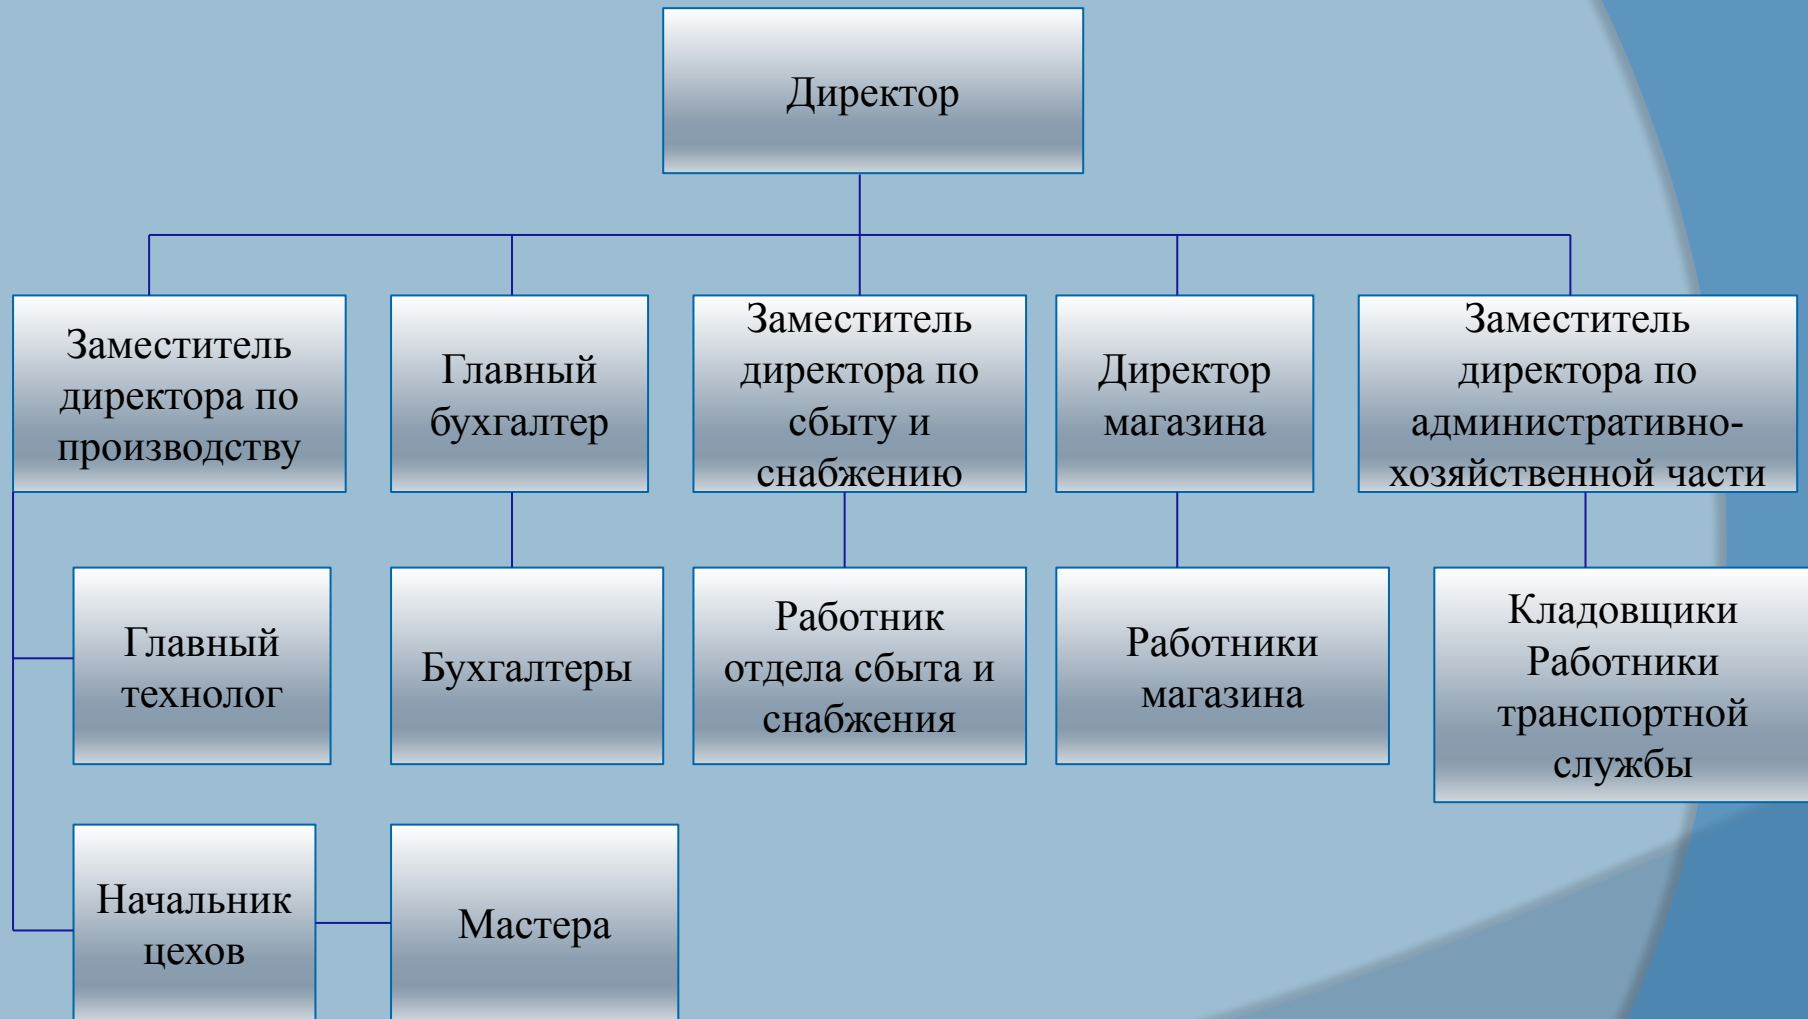 Директор
Заместитель
директора по
производству
Главный
бухгалтер
Заместитель
директора по
сбыту и
снабжению
Директор
магазина
Заместитель
директора по
административно-
хозяйственной части
Главный
технолог
Бухгалтеры
Работник
отдела сбыта и
снабжения
Работники
магазина
Кладовщики
Работники
транспортной
службы
Начальник
цехов
Мастера